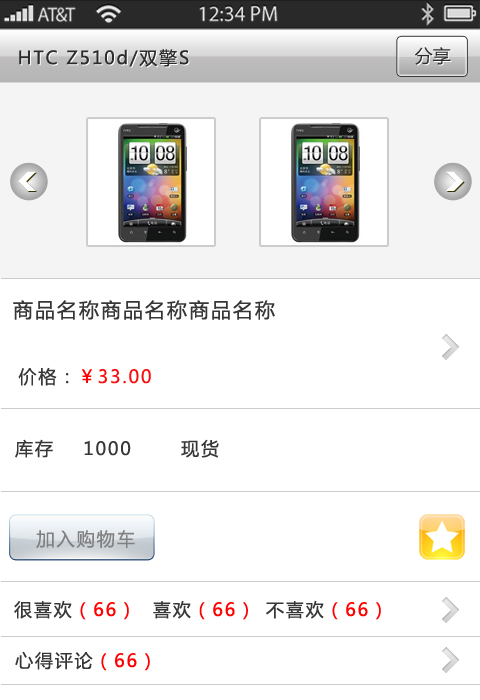 AT&T 12:34 PM
HTC Z510d/双擎S 分享
10 08 10 08
商品名称商品名称商品名称
价格：￥33.00
库存 1000 现货
加入购物车
很喜欢（66） 喜欢（66） 不喜欢（66）
心得评论（66）